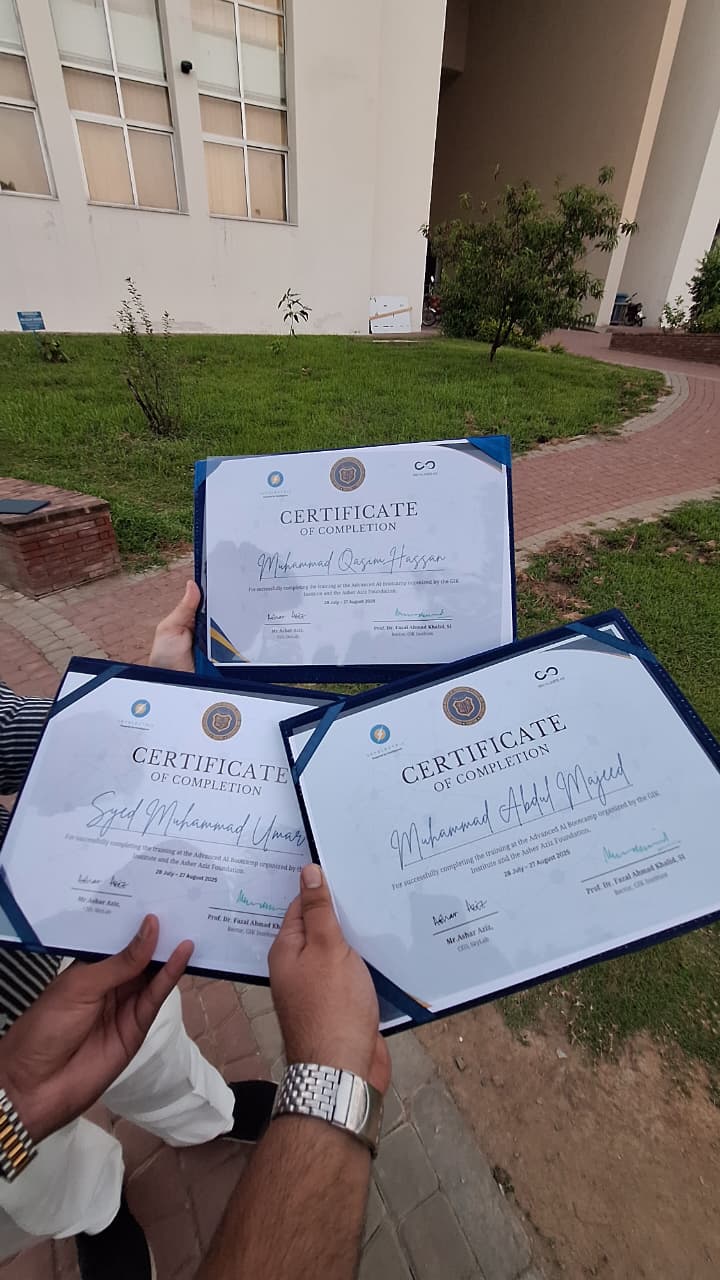 CERTIFICATE
OF COMPLETION
Muhammad Qasim Hassan
For successfully completing the training at the Advanced AI Bootcamp organized by the GIK
Institute and the Asher Aziz Foundation.
28 July - 27 August 2025
Mr Ashar Aziz,
CEO, SkyLab
Prof. Dr. Fazal Ahmad Khalid, SI
Rector, GIK Institute
CERTIFICATE
OF COMPLETION
Syed Muhammad Umar
For successfully completing the training at the Advanced AI Bootcamp organized by the
Institute and the Asher Aziz Foundation.
28 July - 27 August 2025
Mr Ashar Aziz,
CEO, SkyLab
Prof. Dr. Fazal Ahmad Kh
Rector, GIK Institute
CERTIFICATE
OF COMPLETION
Muhammad Abdul Majeed
For successfully completing the training at the Advanced AI Bootcamp organized by the GIK
Institute and the Asher Aziz Foundation.
28 July - 27 August 2025
Mr Ashar Aziz,
CEO, SkyLab
Prof. Dr. Fazal Ahmad Khalid, SI
Rector, GIK Institute